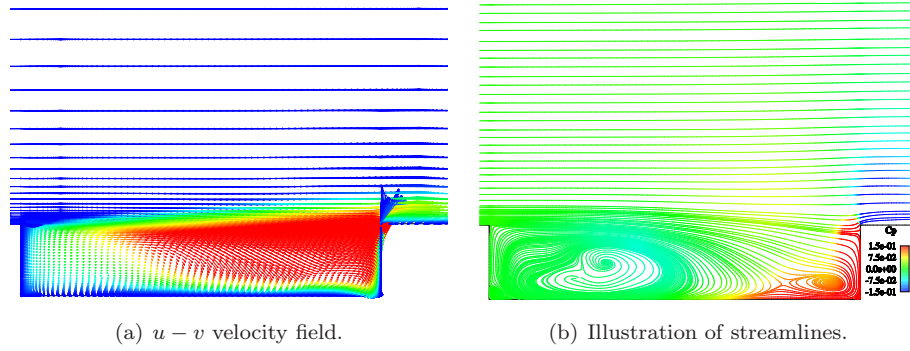 Cp
1.5e-01
7.5e-02
0.0e+00
-7.5e-02
-1.5e-01
(a) u − v velocity field.
(b) Illustration of streamlines.